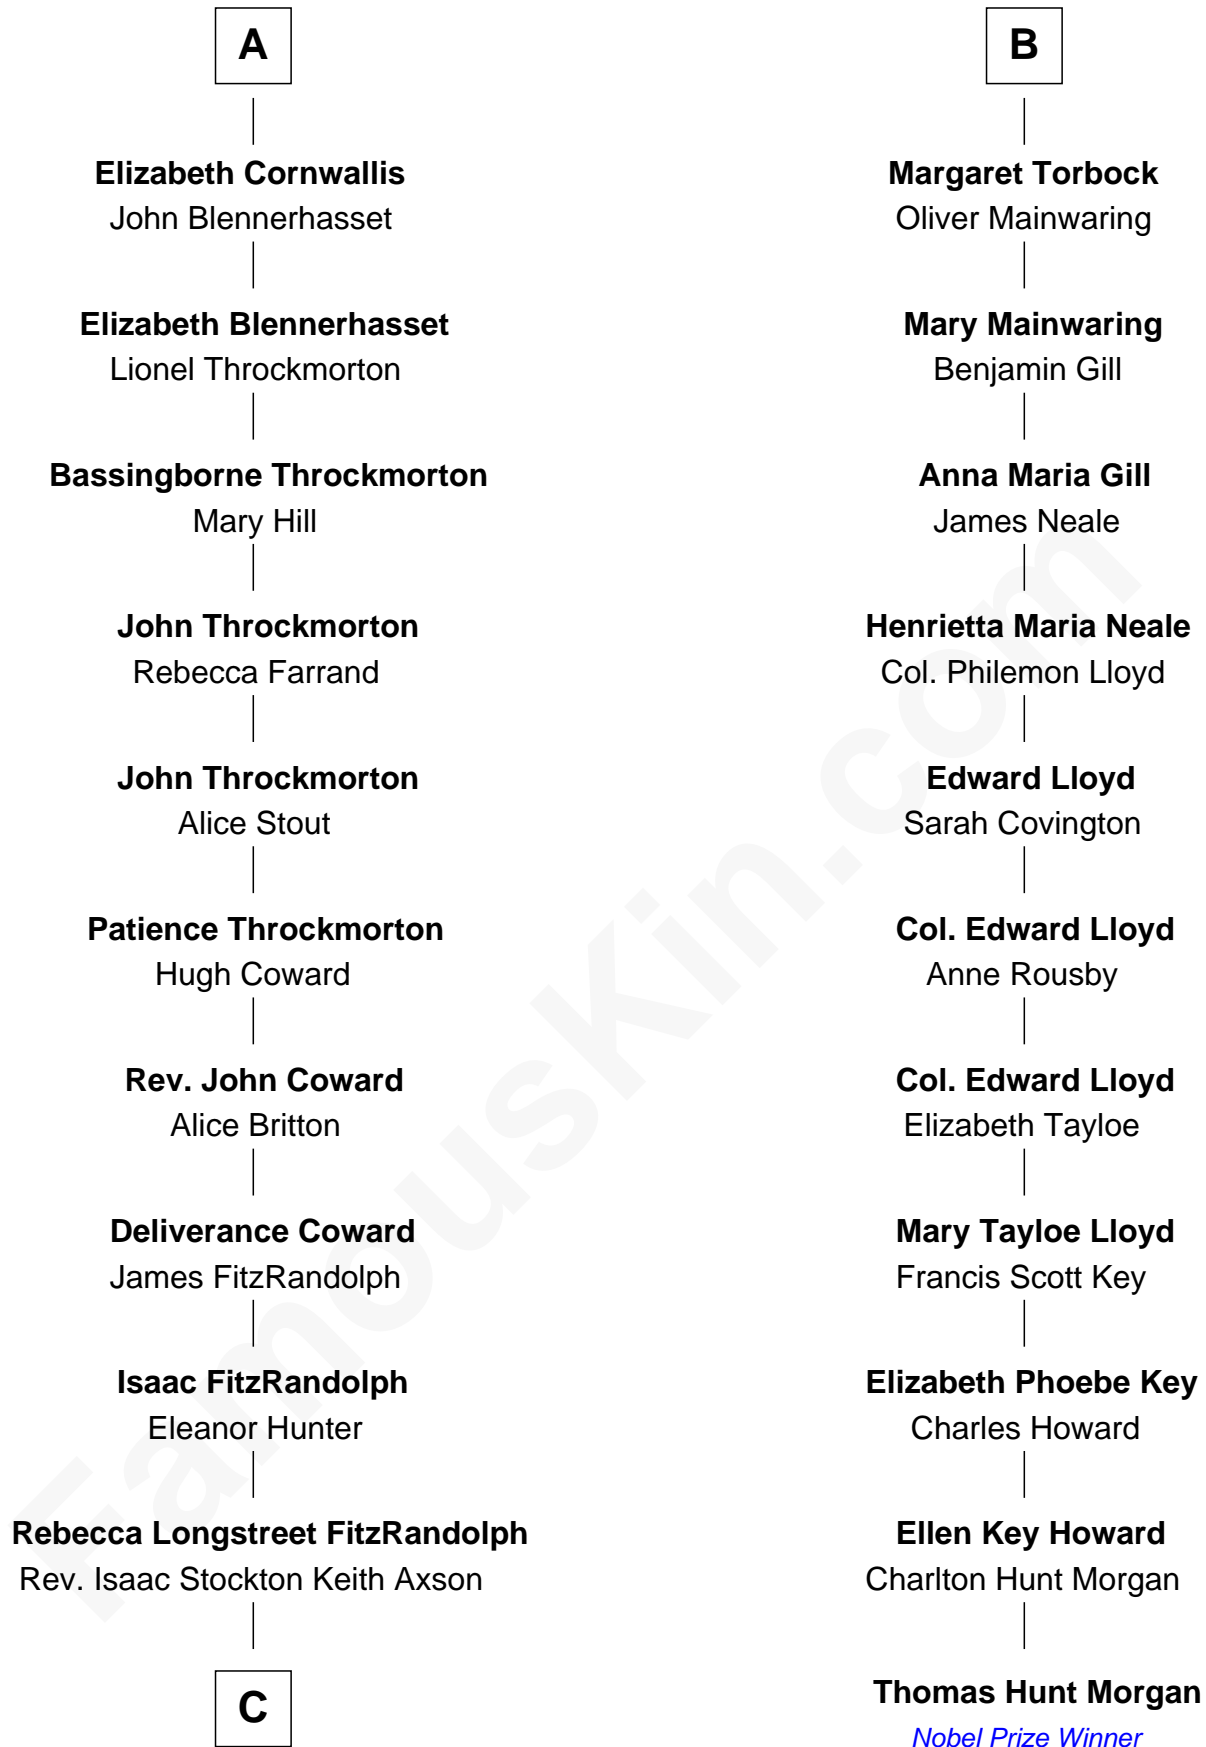 A
Elizabeth Cornwallis
John Blennerhasset
Elizabeth Blennerhasset
Lionel Throckmorton
Bassingborne Throckmorton
Mary Hill
John Throckmorton
Rebecca Farrand
John Throckmorton
Alice Stout
Patience Throckmorton
Hugh Coward
Rev. John Coward
Alice Britton
Deliverance Coward
James FitzRandolph
Isaac FitzRandolph
Eleanor Hunter
Rebecca Longstreet FitzRandolph
Rev. Isaac Stockton Keith Axson
C
B
Margaret Torbock
Oliver Mainwaring
Mary Mainwaring
Benjamin Gill
Anna Maria Gill
James Neale
Henrietta Maria Neale
Col. Philemon Lloyd
Edward Lloyd
Sarah Covington
Col. Edward Lloyd
Anne Rousby
Col. Edward Lloyd
Elizabeth Tayloe
Mary Tayloe Lloyd
Francis Scott Key
Elizabeth Phoebe Key
Charles Howard
Ellen Key Howard
Charlton Hunt Morgan
Thomas Hunt Morgan
Nobel Prize Winner
FamousKin.com